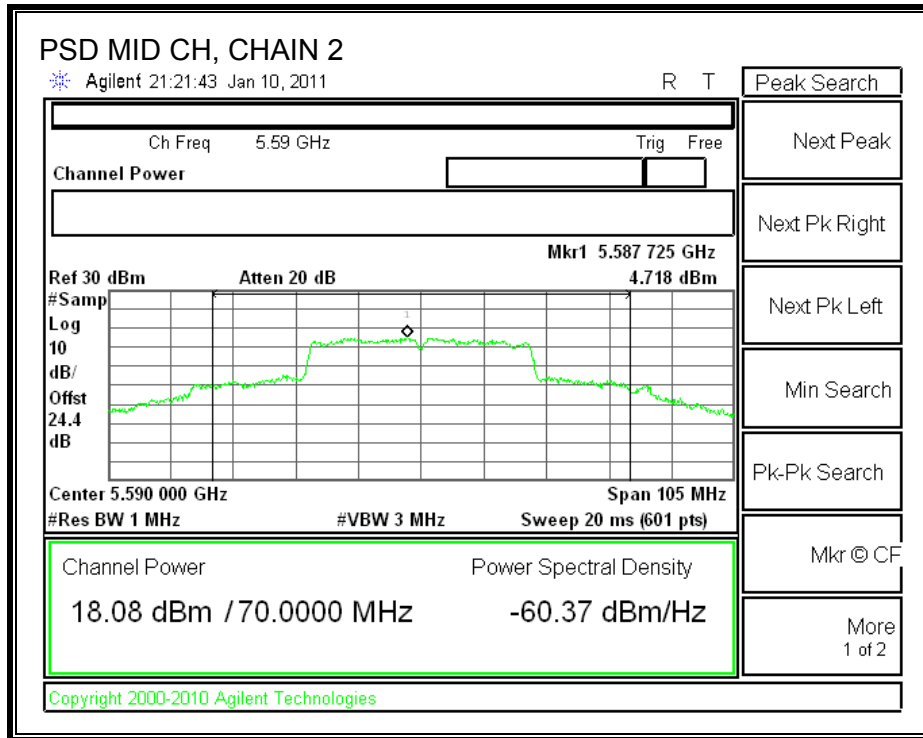 PSD MID CH, CHAIN 2
Agilent 21:21:43 Jan 10, 2011 R T
Peak Search
Ch Freq 5.59 GHz Trig Free
Channel Power
Mkr1 5.587 725 GHz
Ref 30 dBm Atten 20 dB 4.718 dBm
#Samp
Log
10
dB/
Offst
24.4
dB
1
Center 5.590 000 GHz Span 105 MHz
#Res BW 1 MHz #VBW 3 MHz Sweep 20 ms (601 pts)
Channel Power Power Spectral Density
18.08 dBm / 70.0000 MHz -60.37 dBm/Hz
Copyright 2000-2010 Agilent Technologies
Next Peak
Next Pk Right
Next Pk Left
Min Search
Pk-Pk Search
Mkr © CF
More
1 of 2